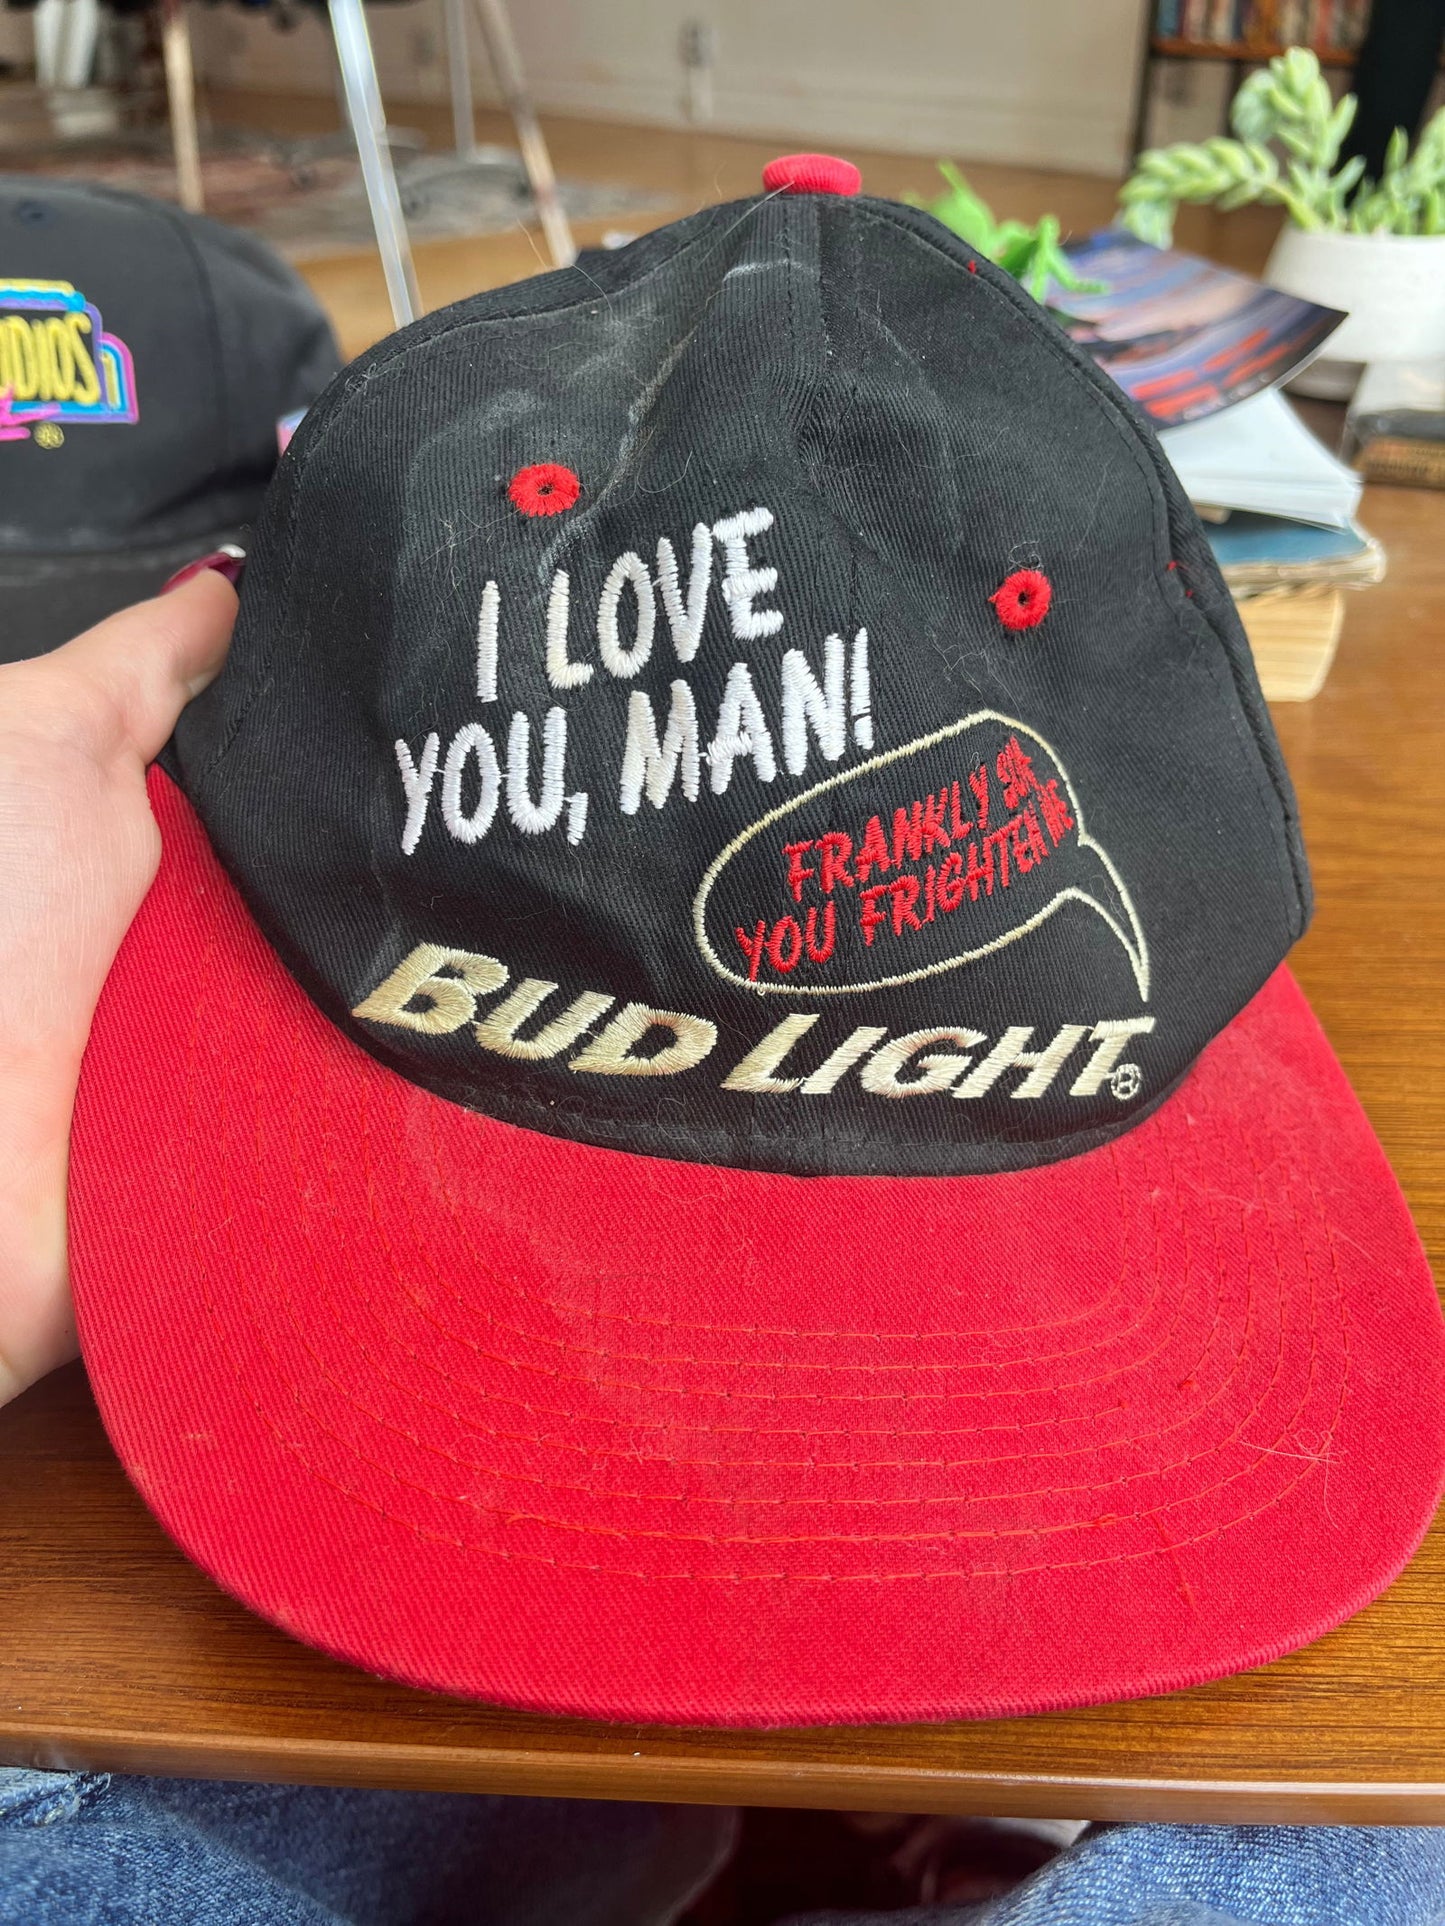 I LOVE
YOU, MAN!
FRANKLY SIR
YOU FRIGHTEN ME
BUD LIGHT®